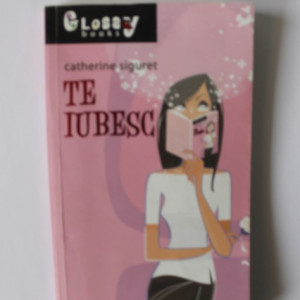 Glossy
books
catherine siguret
TE
IUBESC